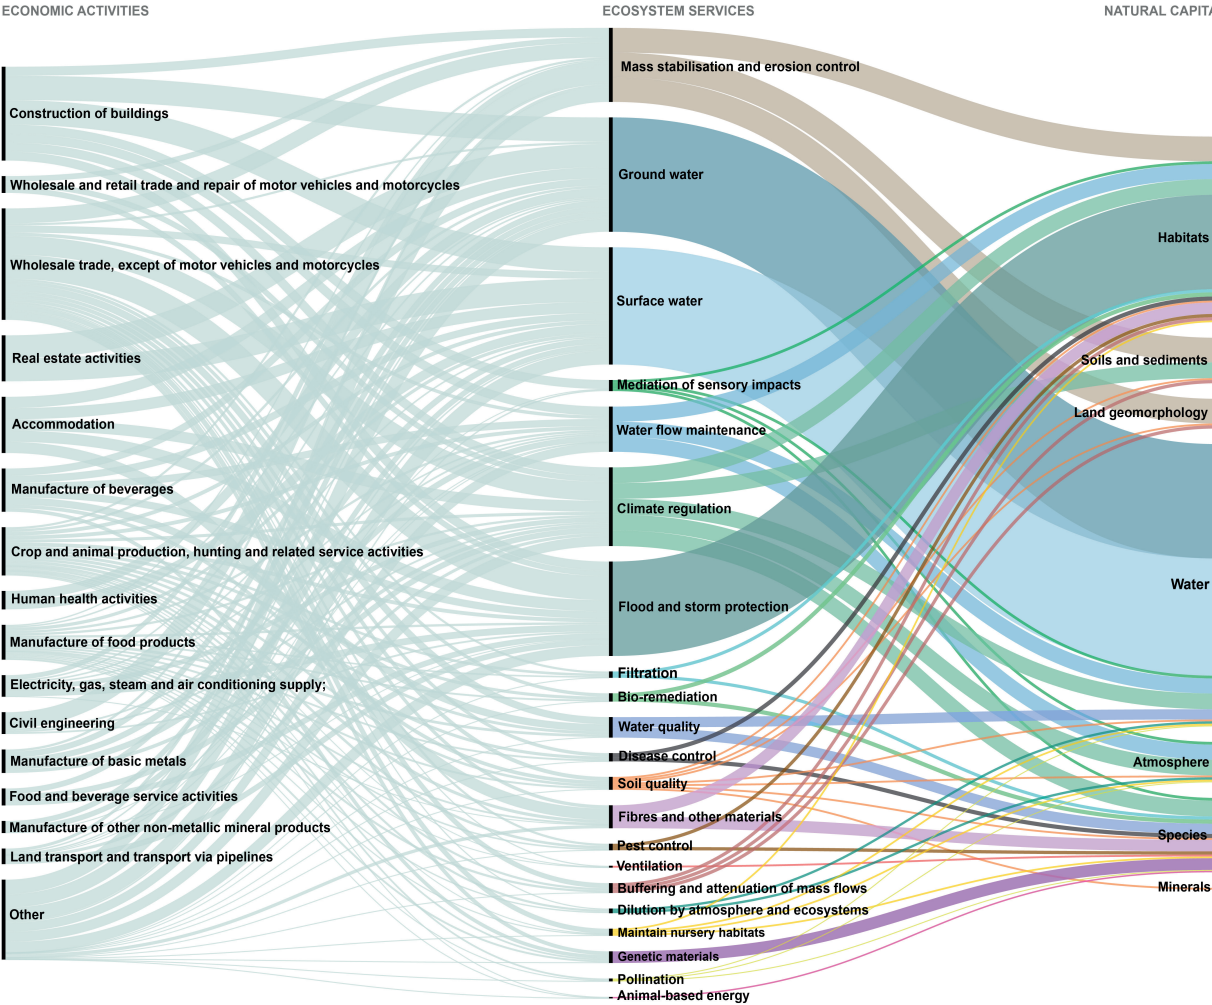 ECONOMIC ACTIVITIES
ECOSYSTEM SERVICES
NATURAL CAPITA
Construction of buildings
Wholesale and retail trade and repair of motor vehicles and motorcycles
Wholesale trade, except of motor vehicles and motorcycles
Real estate activities
Accommodation
Manufacture of beverages
Crop and animal production, hunting and related service activities
Human health activities
Manufacture of food products
Electricity, gas, steam and air conditioning supply;
Civil engineering
Manufacture of basic metals
Food and beverage service activities
Manufacture of other non-metallic mineral products
Land transport and transport via pipelines
Other
Mass stabilisation and erosion control
Ground water
Surface water
Mediation of sensory impacts
Water flow maintenance
Climate regulation
Flood and storm protection
Filtration
Bio-remediation
Water quality
Disease control
Soil quality
Fibres and other materials
Pest control
Ventilation
Buffering and attenuation of mass flows
Dilution by atmosphere and ecosystems
Maintain nursery habitats
Genetic materials
Pollination
Animal-based energy
Habitats
Soils and sediments
Land geomorphology
Water
Atmosphere
Species
Minerals